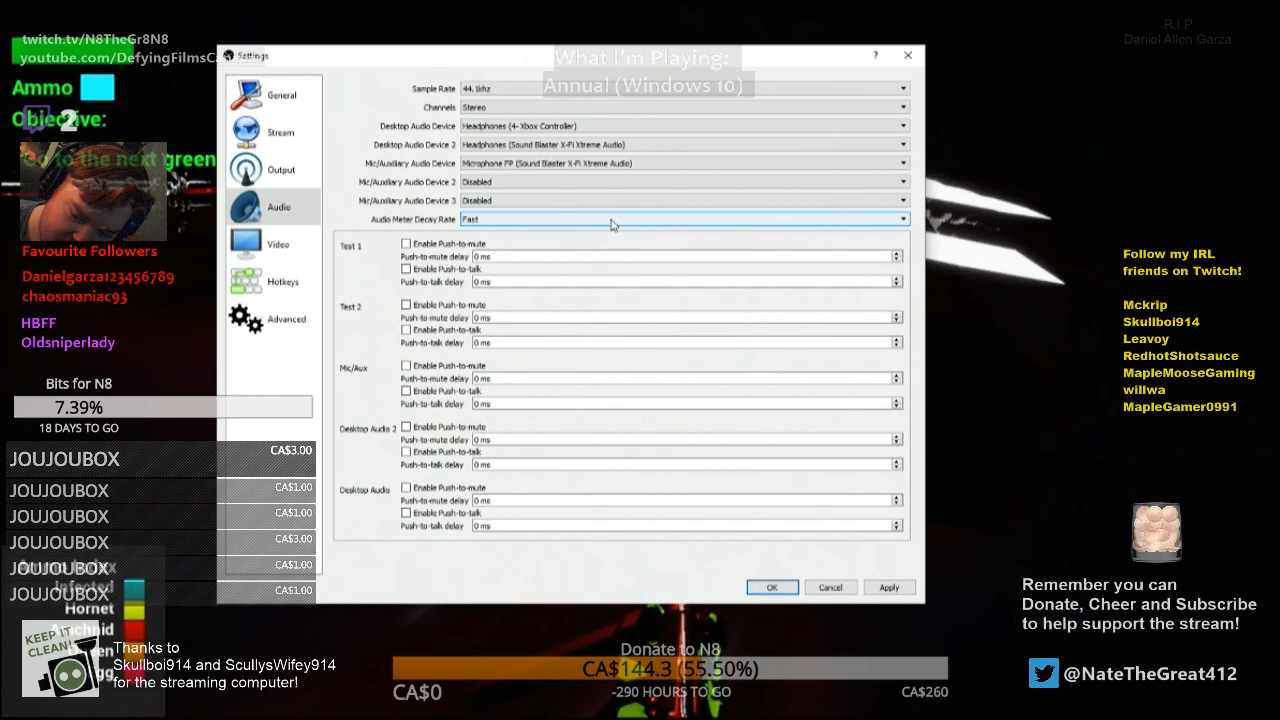 twitch.tv/N8TheGr8N8
youtube.com/DefyingFilmsCa
Ammo
Objective:
2
Go to the next green
Favourite Followers
Danielgarza123456789
chaosmaniac93
HBFF
Oldsniperlady
Bits for N8
7.39%
18 DAYS TO GO
JOUJOUBOX CA$3.00
JOUJOUBOX CA$1.00
JOUJOUBOX CA$1.00
JOUJOUBOX CA$3.00
JOUJOUBOX CA$1.00
JOUJOUBOX CA$1.00
Infected
Hornet
Arachnid
KEEP IT CLEAN!
Thanks to
Skullboi914 and ScullysWifey914
for the streaming computer!
Settings
?
What I'm Playing:
Annual (Windows 10)
General
Stream
Output
Audio
Video
Hotkeys
Advanced
Sample Rate 44.1khz
Channels Stereo
Desktop Audio Device Headphones (4- Xbox Controller)
Desktop Audio Device 2 Headphones (Sound Blaster X-Fi Xtreme Audio)
Mic/Auxiliary Audio Device Microphone FP (Sound Blaster X-Fi Xtreme Audio)
Mic/Auxiliary Audio Device 2 Disabled
Mic/Auxiliary Audio Device 3 Disabled
Audio Meter Decay Rate Fast
Test 1 Enable Push-to-mute
Push-to-mute delay 0 ms
Enable Push-to-talk
Push-to-talk delay 0 ms
Test 2 Enable Push-to-mute
Push-to-mute delay 0 ms
Enable Push-to-talk
Push-to-talk delay 0 ms
Mic/Aux Enable Push-to-mute
Push-to-mute delay 0 ms
Enable Push-to-talk
Push-to-talk delay 0 ms
Desktop Audio 2 Enable Push-to-mute
Push-to-mute delay 0 ms
Enable Push-to-talk
Push-to-talk delay 0 ms
Desktop Audio Enable Push-to-mute
Push-to-mute delay 0 ms
Enable Push-to-talk
Push-to-talk delay 0 ms
OK Cancel Apply
Donate to N8
CA$144.3 (55.50%)
CA$0 -290 HOURS TO GO CA$260
R.I.P
Daniel Allen Garza
Follow my IRL
friends on Twitch!
Mckrip
Skullboi914
Leavoy
RedhotShotsauce
MapleMooseGaming
willwa
MapleGamer0991
Remember you can
Donate, Cheer and Subscribe
to help support the stream!
@NateTheGreat412